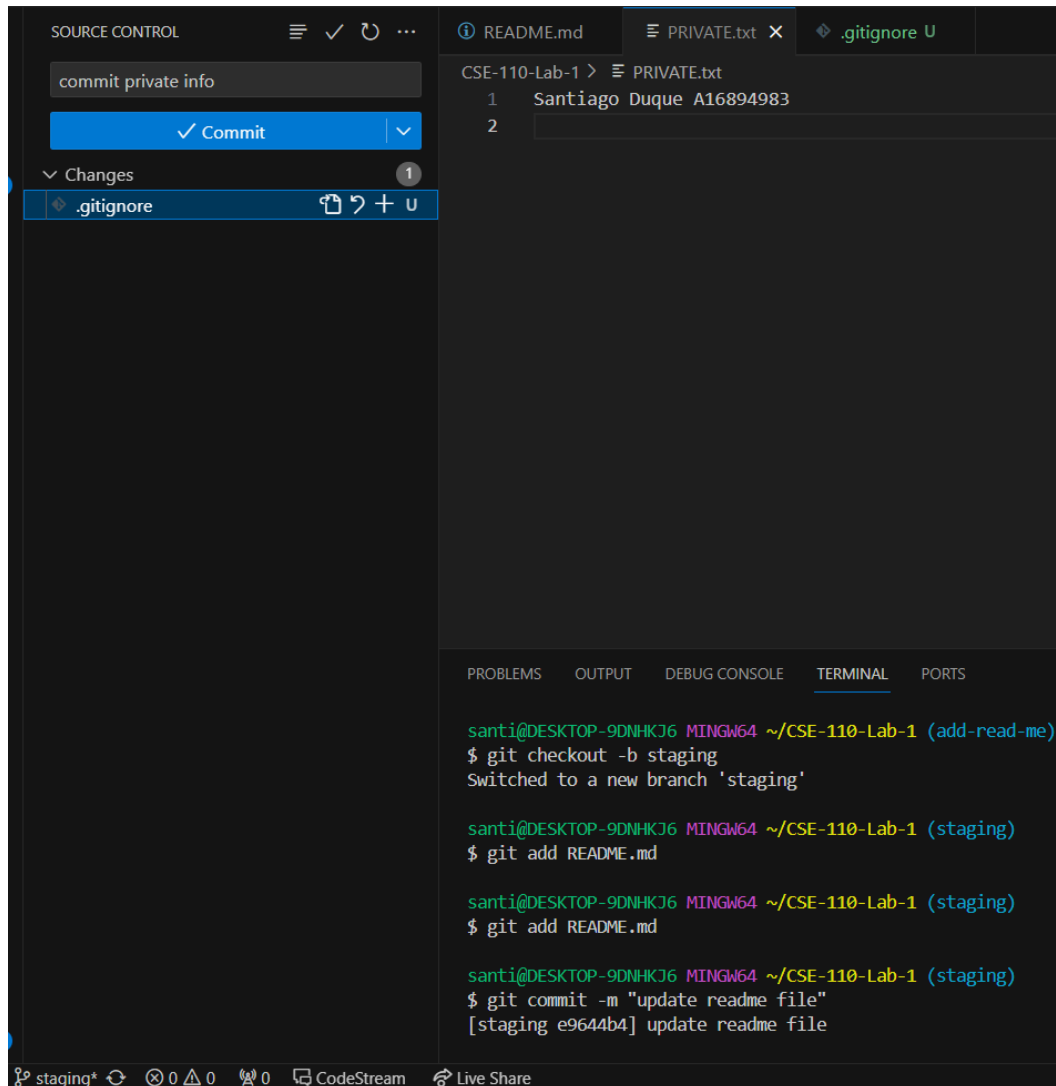 SOURCE CONTROL
commit private info
Commit
Changes 1
.gitignore U
README.md PRIVATE.txt .gitignore U
CSE-110-Lab-1 > PRIVATE.txt
1 Santiago Duque A16894983
2
PROBLEMS OUTPUT DEBUG CONSOLE TERMINAL PORTS
santi@DESKTOP-9DNHKJ6 MINGW64 ~/CSE-110-Lab-1 (add-read-me)
$ git checkout -b staging
Switched to a new branch 'staging'
santi@DESKTOP-9DNHKJ6 MINGW64 ~/CSE-110-Lab-1 (staging)
$ git add README.md
santi@DESKTOP-9DNHKJ6 MINGW64 ~/CSE-110-Lab-1 (staging)
$ git add README.md
santi@DESKTOP-9DNHKJ6 MINGW64 ~/CSE-110-Lab-1 (staging)
$ git commit -m "update readme file"
[staging e9644b4] update readme file
staging* 0 0 0 CodeStream Live Share